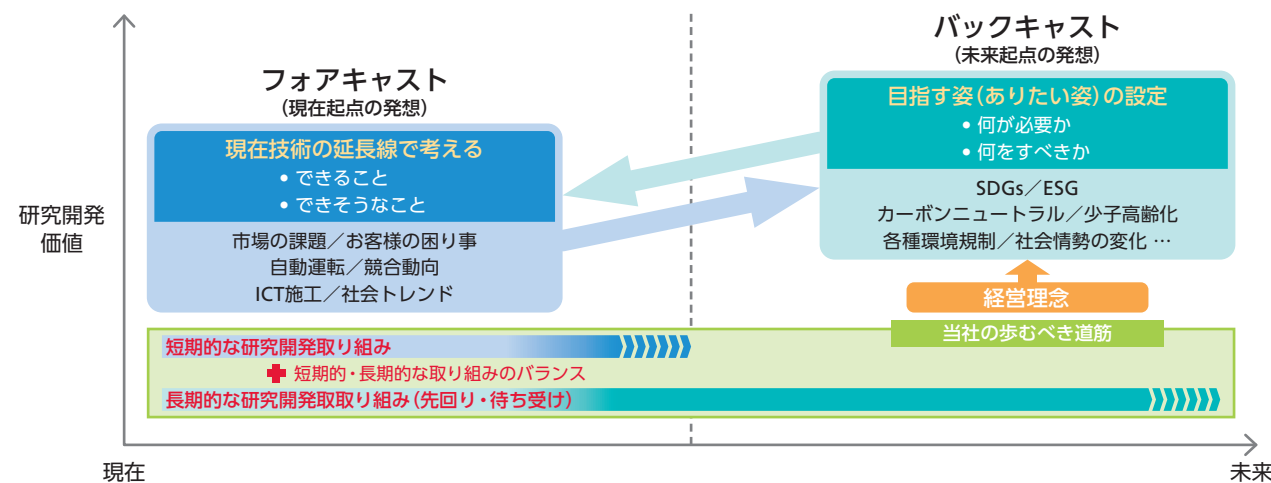 バックキャスト
(未来起点の発想)
フォアキャスト
(現在起点の発想)
目指す姿(ありたい姿)の設定
• 何が必要か
• 何をすべきか
SDGs/ESG
カーボンニュートラル/少子高齢化
各種環境規制/社会情勢の変化 …
現在技術の延長線で考える
• できること
• できそうなこと
市場の課題/お客様の困り事
自動運転/競合動向
ICT施工/社会トレンド
研究開発
価値
経営理念
当社の歩むべき道筋
短期的な研究開発取り組み
短期的・長期的な取り組みのバランス
長期的な研究開発取取り組み(先回り・待ち受け)
現在
未来